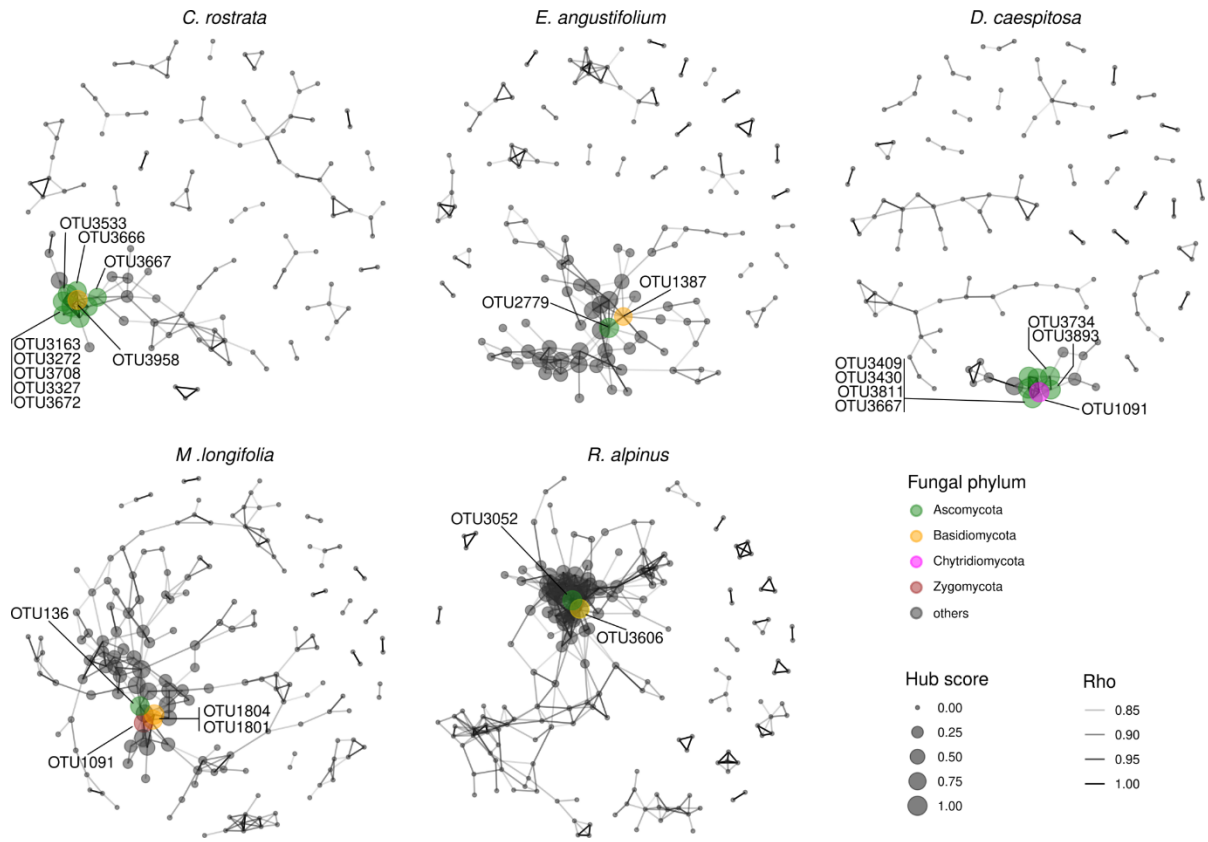 C. rostrata
E. angustifolium
D. caespitosa
OTU3533
OTU3666
OTU3667
OTU3163
OTU3272
OTU3708
OTU3327
OTU3672
OTU3958
OTU2779
OTU1387
OTU3734
OTU3893
OTU3409
OTU3430
OTU3811
OTU3667
OTU1091
M .longifolia
R. alpinus
OTU136
OTU1804
OTU1801
OTU1091
OTU3052
OTU3606
Fungal phylum
Ascomycota
Basidiomycota
Chytridiomycota
Zygomycota
others
Hub score
0.00
0.25
0.50
0.75
1.00
Rho
0.85
0.90
0.95
1.00